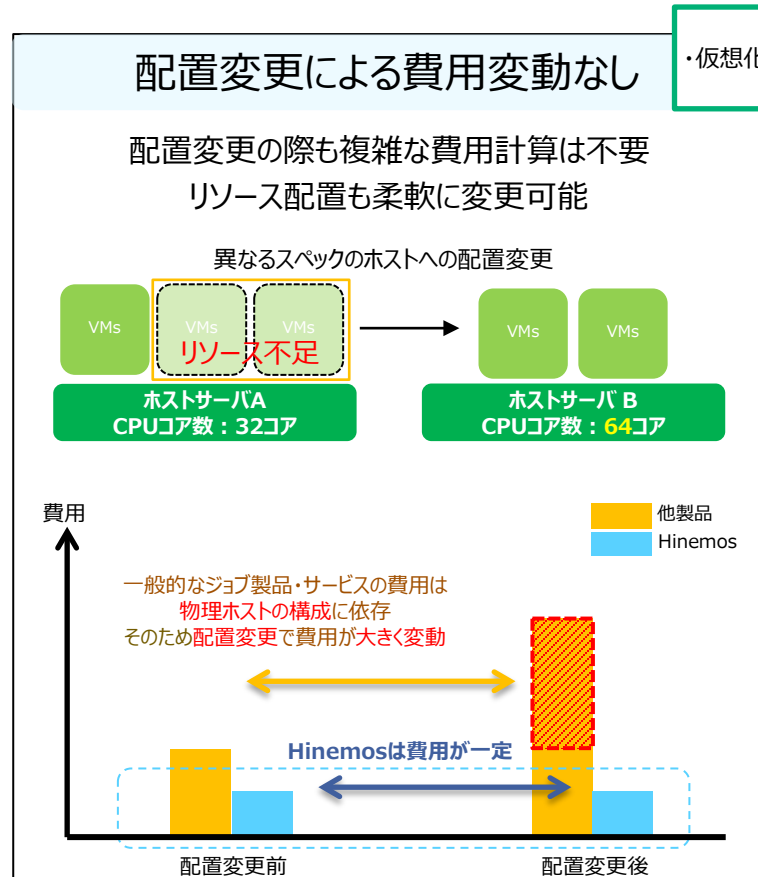 ・仮想化
配置変更による費用変動なし
配置変更の際も複雑な費用計算は不要
リソース配置も柔軟に変更可能
異なるスペックのホストへの配置変更
VMs
VMs
VMs
リソース不足
VMs
VMs
ホストサーバA
CPUコア数：32コア
ホストサーバ B
CPUコア数：64コア
費用
他製品
Hinemos
一般的なジョブ製品・サービスの費用は
物理ホストの構成に依存
そのため配置変更で費用が大きく変動
Hinemosは費用が一定
配置変更前
配置変更後